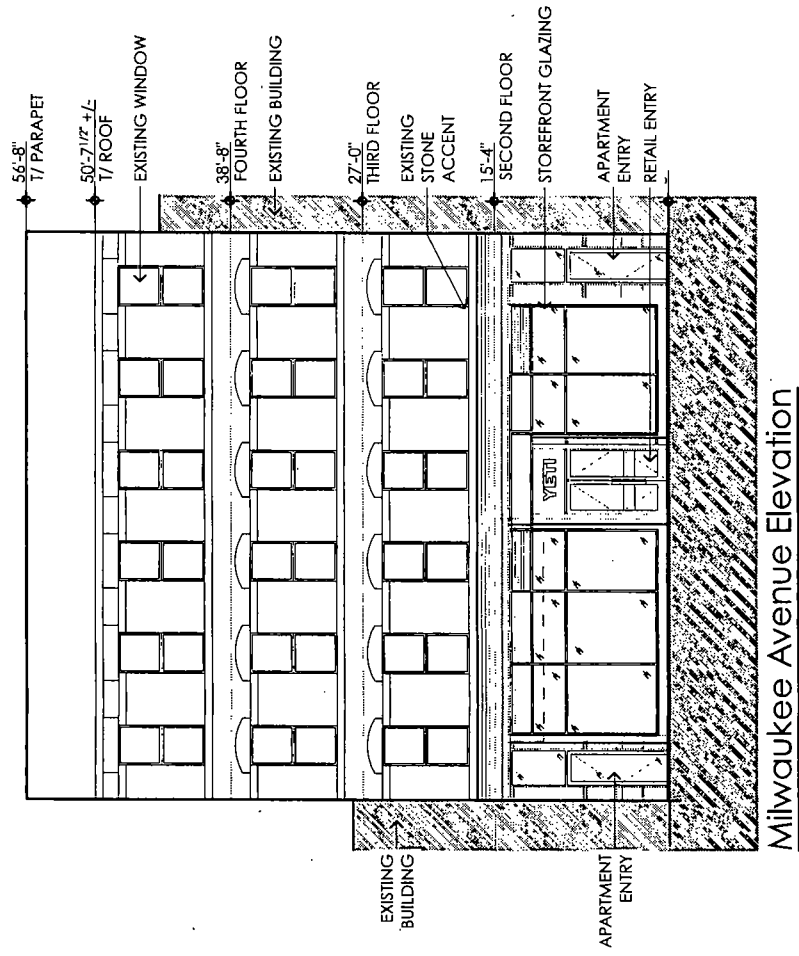 56'-8"
T/ PARAPET
50'-7 1/2" +/-
T/ ROOF
EXISTING WINDOW
38'-8"
FOURTH FLOOR
EXISTING BUILDING
27'-0"
THIRD FLOOR
EXISTING
STONE
ACCENT
15'-4"
SECOND FLOOR
STOREFRONT GLAZING
APARTMENT
ENTRY
RETAIL ENTRY
YETI
EXISTING
BUILDING
APARTMENT
ENTRY
Milwaukee Avenue Elevation